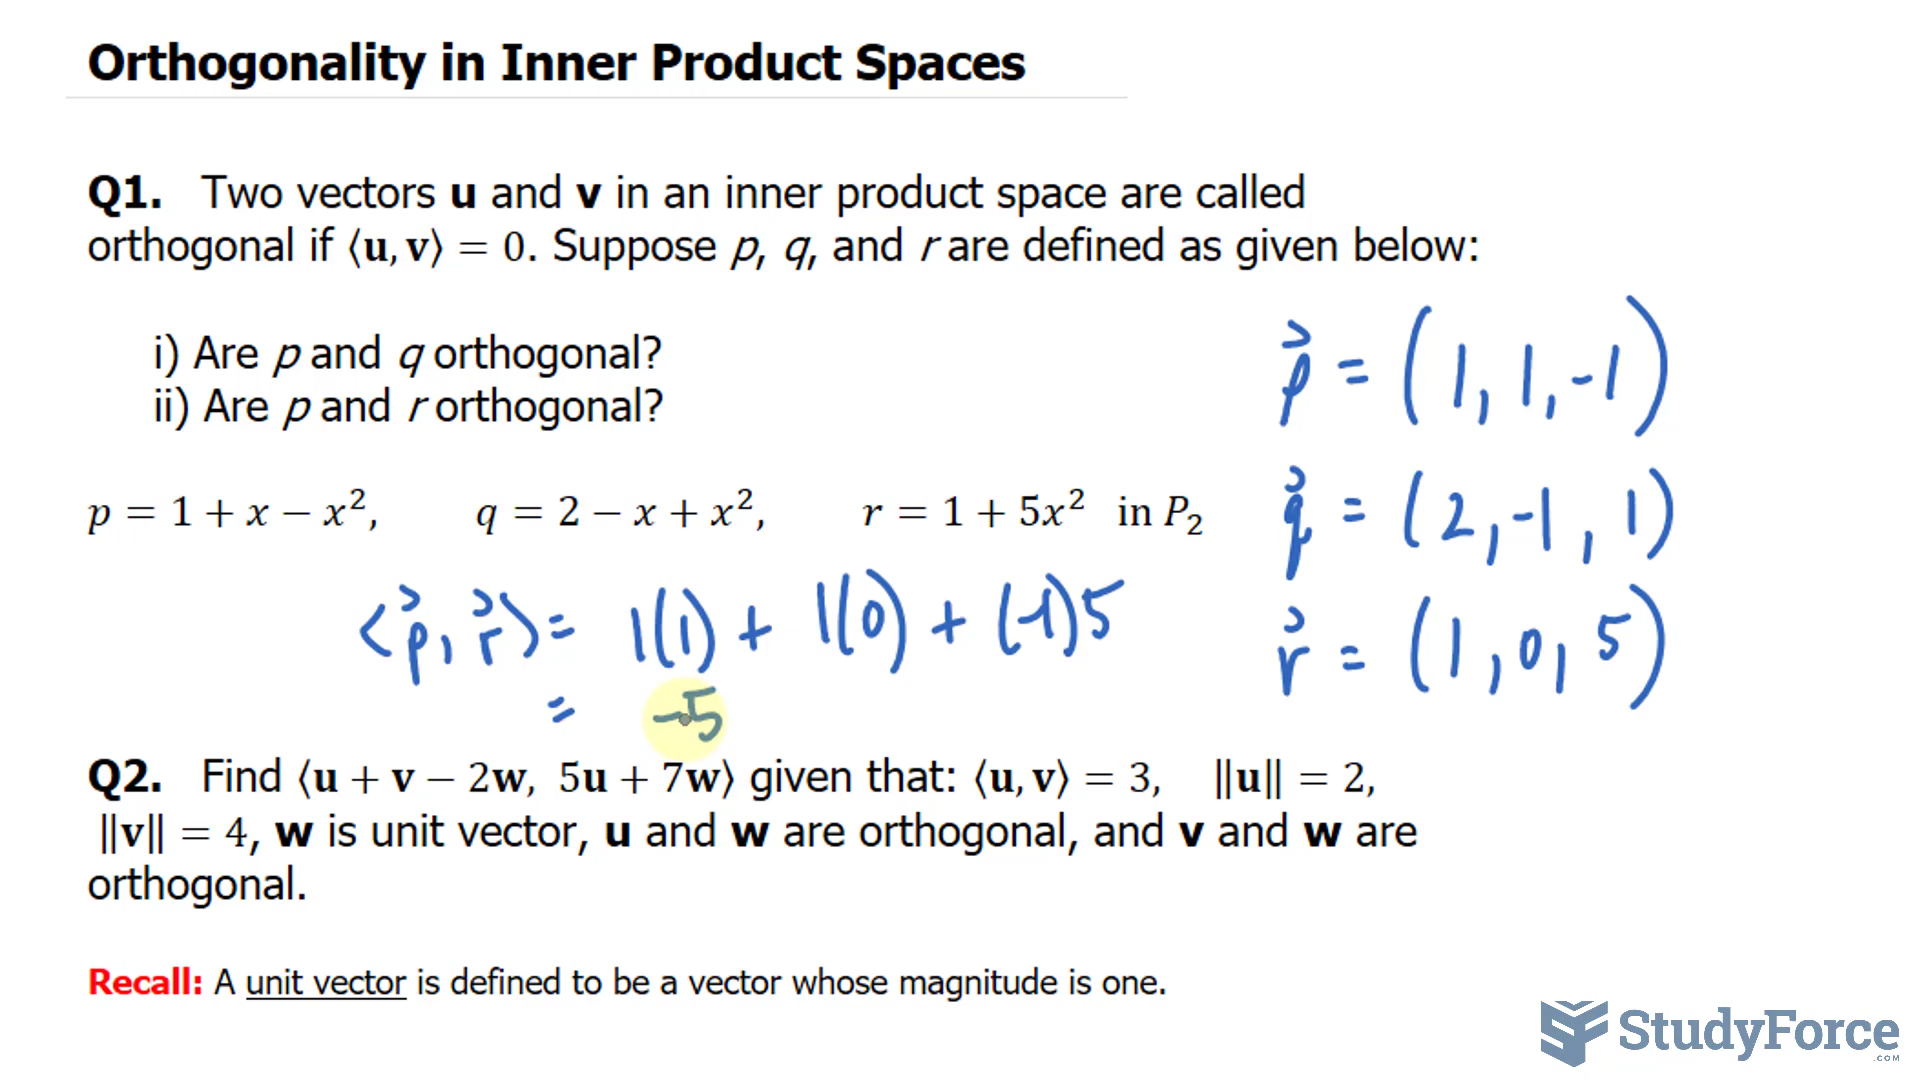 Orthogonality in Inner Product Spaces
Q1. Two vectors u and v in an inner product space are called
orthogonal if ⟨u, v⟩ = 0. Suppose p, q, and r are defined as given below:
i) Are p and q orthogonal?
ii) Are p and r orthogonal?
p⃗ = (1, 1, -1)
p = 1 + x − x², q = 2 − x + x², r = 1 + 5x² in P₂
q⃗ = (2, -1, 1)
⟨p⃗, r⃗⟩ = 1(1) + 1(0) + (-1)5
r⃗ = (1, 0, 5)
= -5
Q2. Find ⟨u + v − 2w, 5u + 7w⟩ given that: ⟨u, v⟩ = 3, ‖u‖ = 2,
‖v‖ = 4, w is unit vector, u and w are orthogonal, and v and w are
orthogonal.
Recall: A unit vector is defined to be a vector whose magnitude is one.
StudyForce
.COM